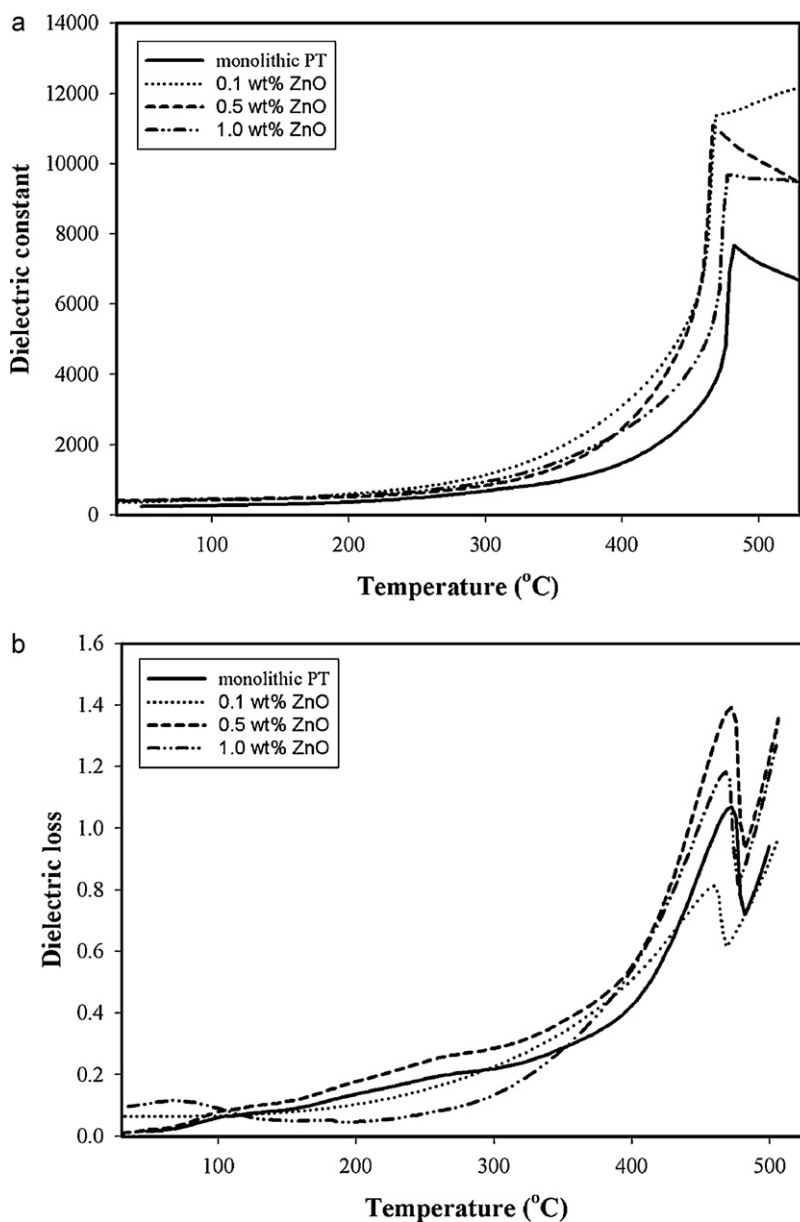 a
14000
12000
10000
8000
6000
4000
2000
0
Dielectric constant
monolithic PT
0.1 wt% ZnO
0.5 wt% ZnO
1.0 wt% ZnO
100 200 300 400 500
Temperature (°C)
b
1.6
1.4
1.2
1.0
0.8
0.6
0.4
0.2
0.0
Dielectric loss
monolithic PT
0.1 wt% ZnO
0.5 wt% ZnO
1.0 wt% ZnO
100 200 300 400 500
Temperature (°C)